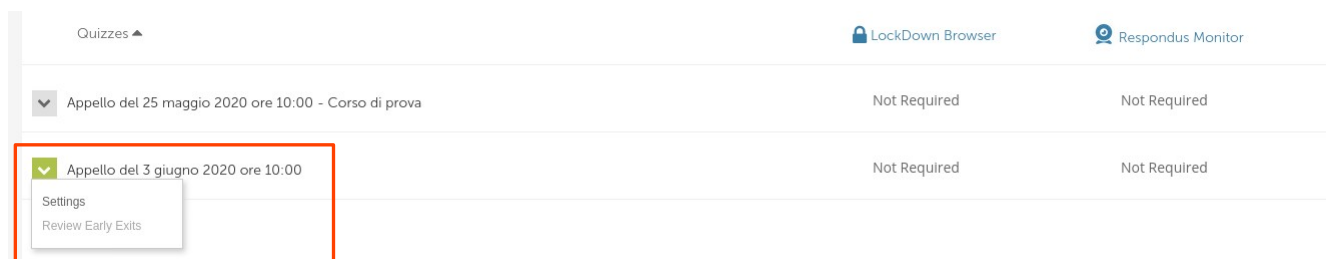 Quizzes LockDown Browser Respondus Monitor
Appello del 25 maggio 2020 ore 10:00 - Corso di prova Not Required Not Required
Appello del 3 giugno 2020 ore 10:00 Not Required Not Required
Settings
Review Early Exits